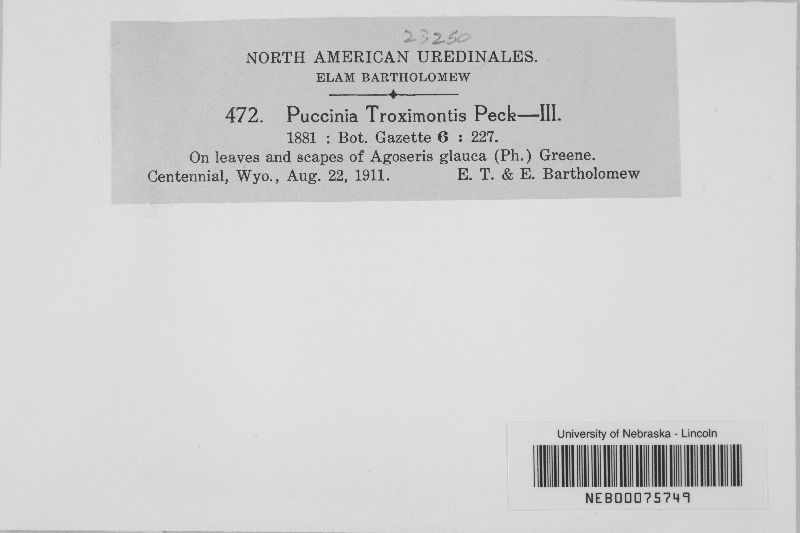 23250
NORTH AMERICAN UREDINALES.
ELAM BARTHOLOMEW
472. Puccinia Troximontis Peck—III.
1881 : Bot. Gazette 6 : 227.
On leaves and scapes of Agoseris glauca (Ph.) Greene.
Centennial, Wyo., Aug. 22, 1911. E. T. & E. Bartholomew
University of Nebraska - Lincoln
NEB00075749